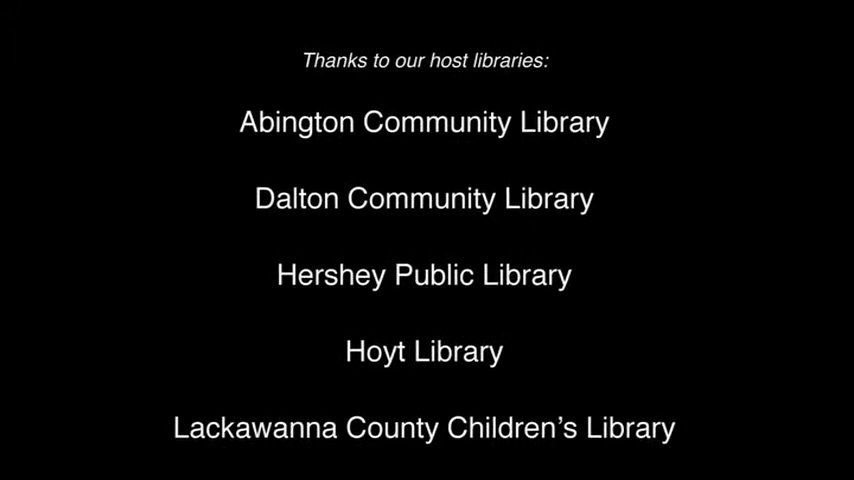 Thanks to our host libraries:
Abington Community Library
Dalton Community Library
Hershey Public Library
Hoyt Library
Lackawanna County Children’s Library